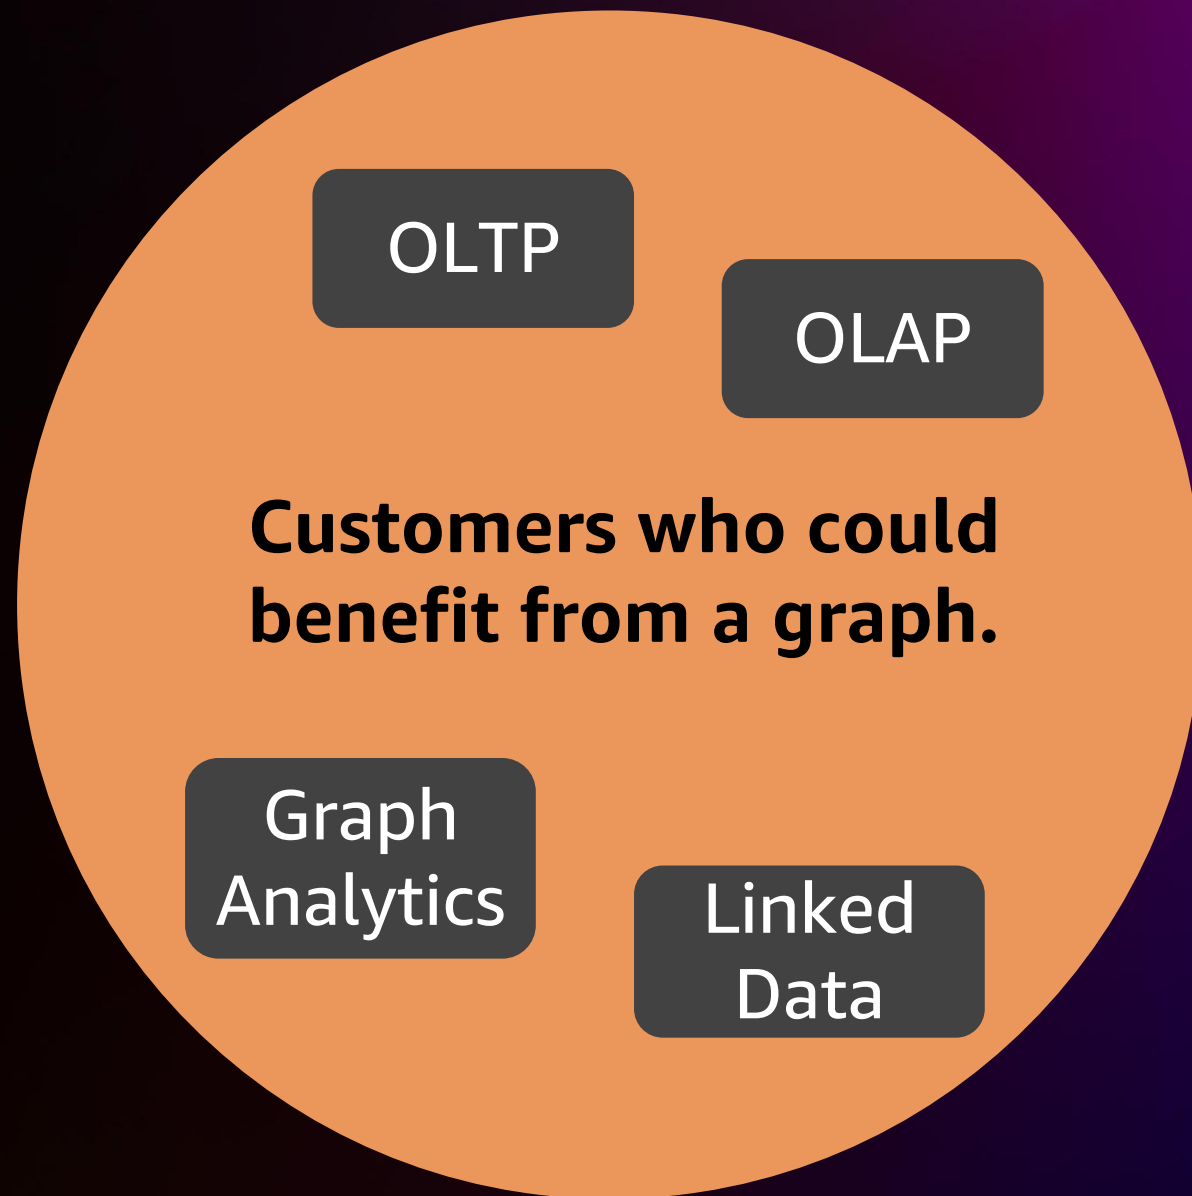 OLTP
OLAP
Customers who could
benefit from a graph.
Graph
Analytics
Linked
Data